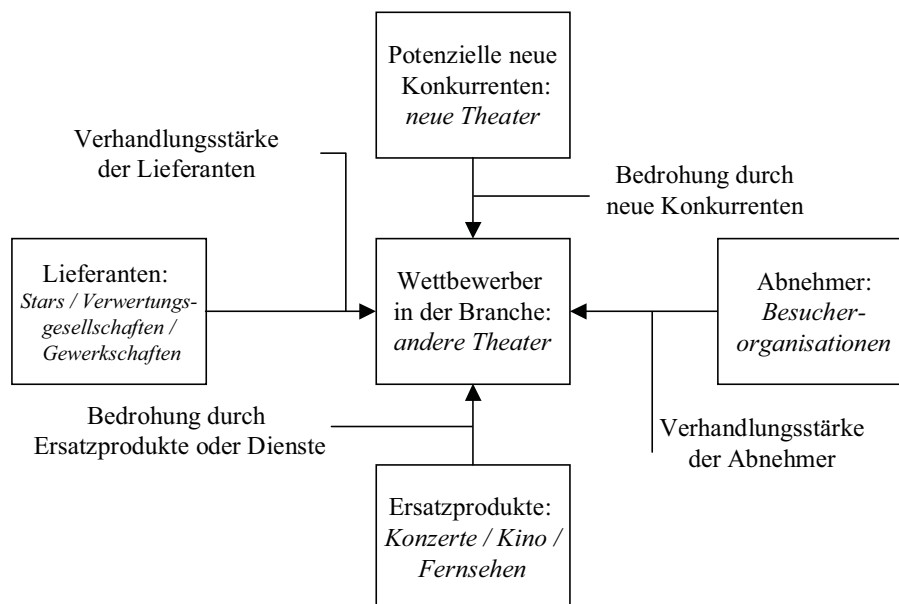 Potenzielle neue
Konkurrenten:
neue Theater
Verhandlungsstärke
der Lieferanten
Bedrohung durch
neue Konkurrenten
Lieferanten:
Stars / Verwertungs-
gesellschaften /
Gewerkschaften
Wettbewerber
in der Branche:
andere Theater
Abnehmer:
Besucher-
organisationen
Bedrohung durch
Ersatzprodukte oder Dienste
Verhandlungsstärke
der Abnehmer
Ersatzprodukte:
Konzerte / Kino /
Fernsehen